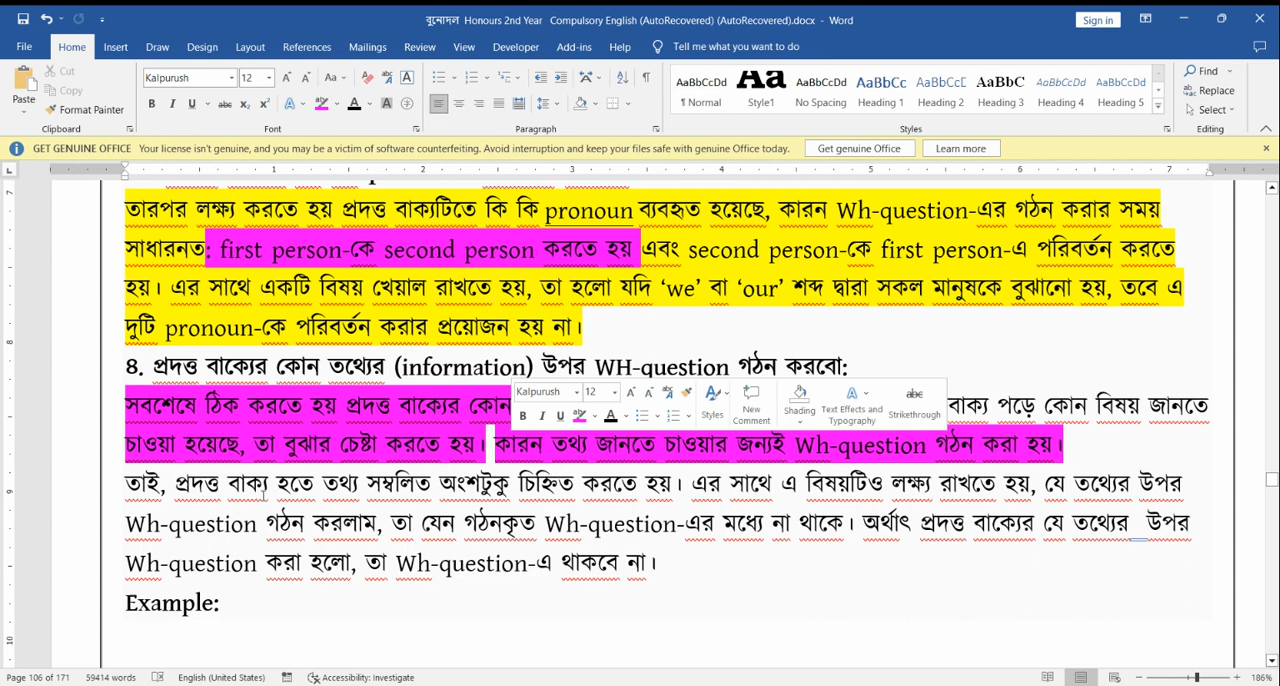 বুনোদল Honours 2nd Year Compulsory English (AutoRecovered) (AutoRecovered).docx - Word
Sign in
File Home Insert Draw Design Layout References Mailings Review View Developer Add-ins Help Tell me what you want to do
Paste Cut Copy Format Painter
Clipboard
Kalpurush 12
Font
Paragraph
AaBbCcDd ¶ Normal
Aa Style1
AaBbCcDd No Spacing
AaBbCc Heading 1
AaBbCcC Heading 2
AaBbC Heading 3
AaBbCcDd Heading 4
AaBbCcDd Heading 5
Styles
Find
Replace
Select
Editing
GET GENUINE OFFICE Your license isn't genuine, and you may be a victim of software counterfeiting. Avoid interruption and keep your files safe with genuine Office today. Get genuine Office Learn more
1 2 3 4 5 6 7
তারপর লক্ষ্য করতে হয় প্রদত্ত বাক্যটিতে কি কি pronoun ব্যবহৃত হয়েছে, কারন Wh-question-এর গঠন করার সময়
সাধারনত: first person-কে second person করতে হয় এবং second person-কে first person-এ পরিবর্তন করতে
হয়। এর সাথে একটি বিষয় খেয়াল রাখতে হয়, তা হলো যদি ‘we’ বা ‘our’ শব্দ দ্বারা সকল মানুষকে বুঝানো হয়, তবে এ
দুটি pronoun-কে পরিবর্তন করার প্রয়োজন হয় না।
8. প্রদত্ত বাক্যের কোন তথ্যের (information) উপর WH-question গঠন করবো:
সবশেষে ঠিক করতে হয় প্রদত্ত বাক্যের কোন বাক্য পড়ে কোন বিষয় জানতে
Kalpurush 12
Styles New Comment Shading Text Effects and Typography Strikethrough
চাওয়া হয়েছে, তা বুঝার চেষ্টা করতে হয়। কারন তথ্য জানতে চাওয়ার জন্যই Wh-question গঠন করা হয়।
তাই, প্রদত্ত বাক্য হতে তথ্য সম্বলিত অংশটুকু চিহ্নিত করতে হয়। এর সাথে এ বিষয়টিও লক্ষ্য রাখতে হয়, যে তথ্যের উপর
Wh-question গঠন করলাম, তা যেন গঠনকৃত Wh-question-এর মধ্যে না থাকে। অর্থাৎ প্রদত্ত বাক্যের যে তথ্যের উপর
Wh-question করা হলো, তা Wh-question-এ থাকবে না।
Example:
Page 106 of 171 59414 words English (United States) Accessibility: Investigate 186%